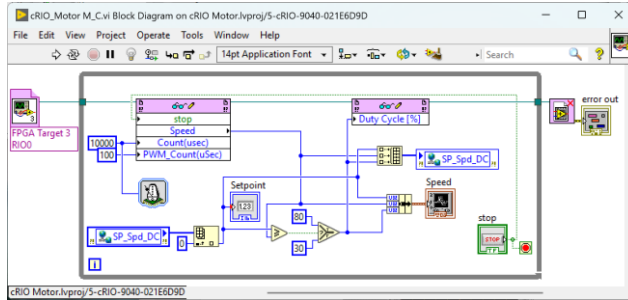 cRIO_Motor M_C.vi Block Diagram on cRIO Motor.lvproj/5-cRIO-9040-021E6D9D
File Edit View Project Operate Tools Window Help
14pt Application Font
Search
3
FPGA Target 3
RIO0
stop
Speed
Count(usec)
PWM_Count(uSec)
10000
100
Duty Cycle [%]
error out
SP_Spd_DC
Setpoint
123
Speed
80
30
SP_Spd_DC
0
stop
STOP
TF
i
cRIO Motor.lvproj/5-cRIO-9040-021E6D9D